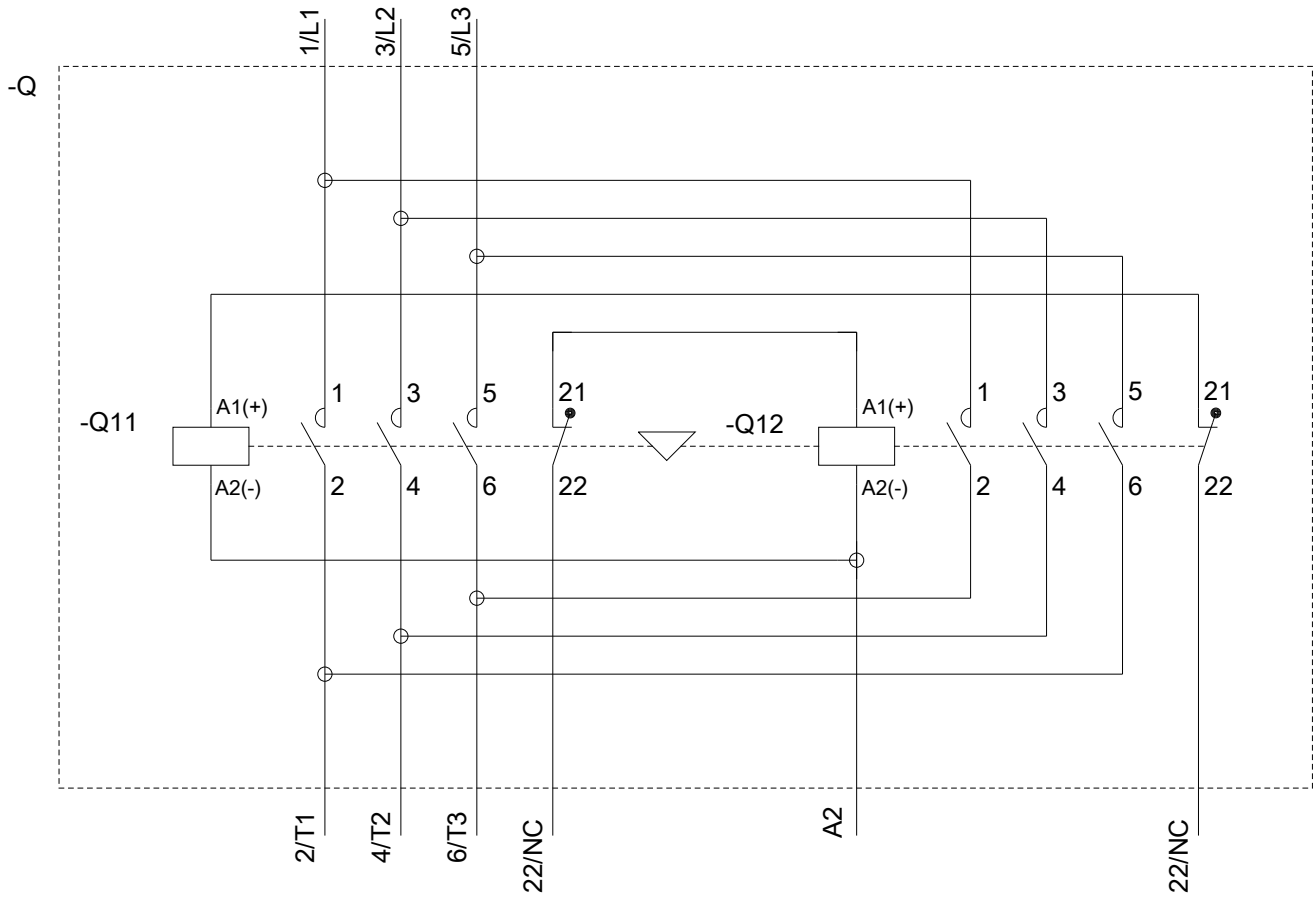 1/L1
3/L2
5/L3
-Q
1
3
5
21
1
3
5
21
A1(+)
A1(+)
-Q11
-Q12
A2(-)
2
4
6
22
A2(-)
2
4
6
22
2/T1
4/T2
6/T3
22/NC
A2
22/NC